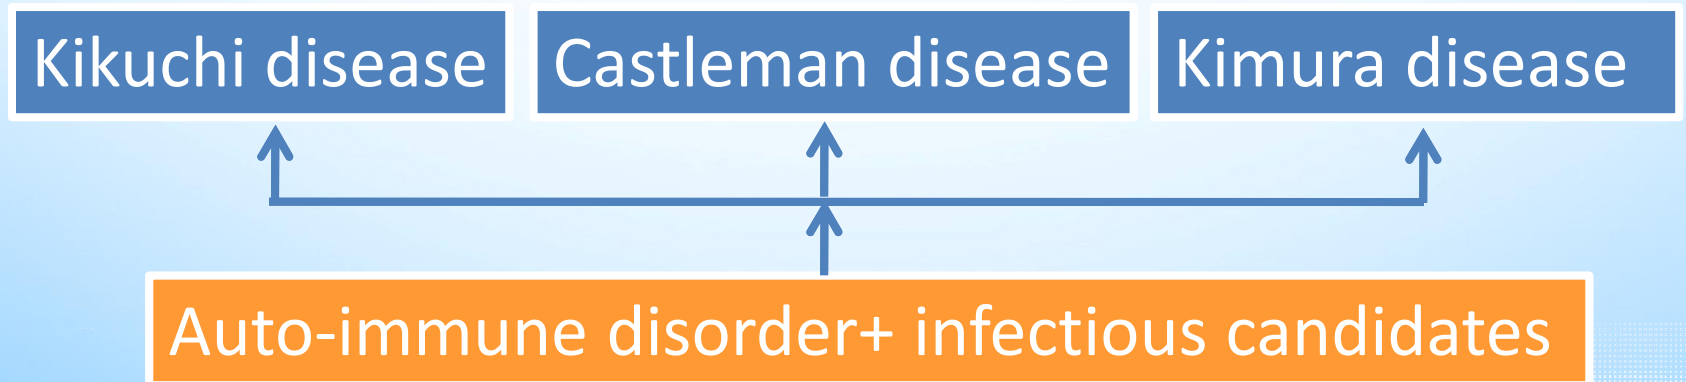 Kikuchi disease
Castleman disease
Kimura disease
Auto-immune disorder+ infectious candidates